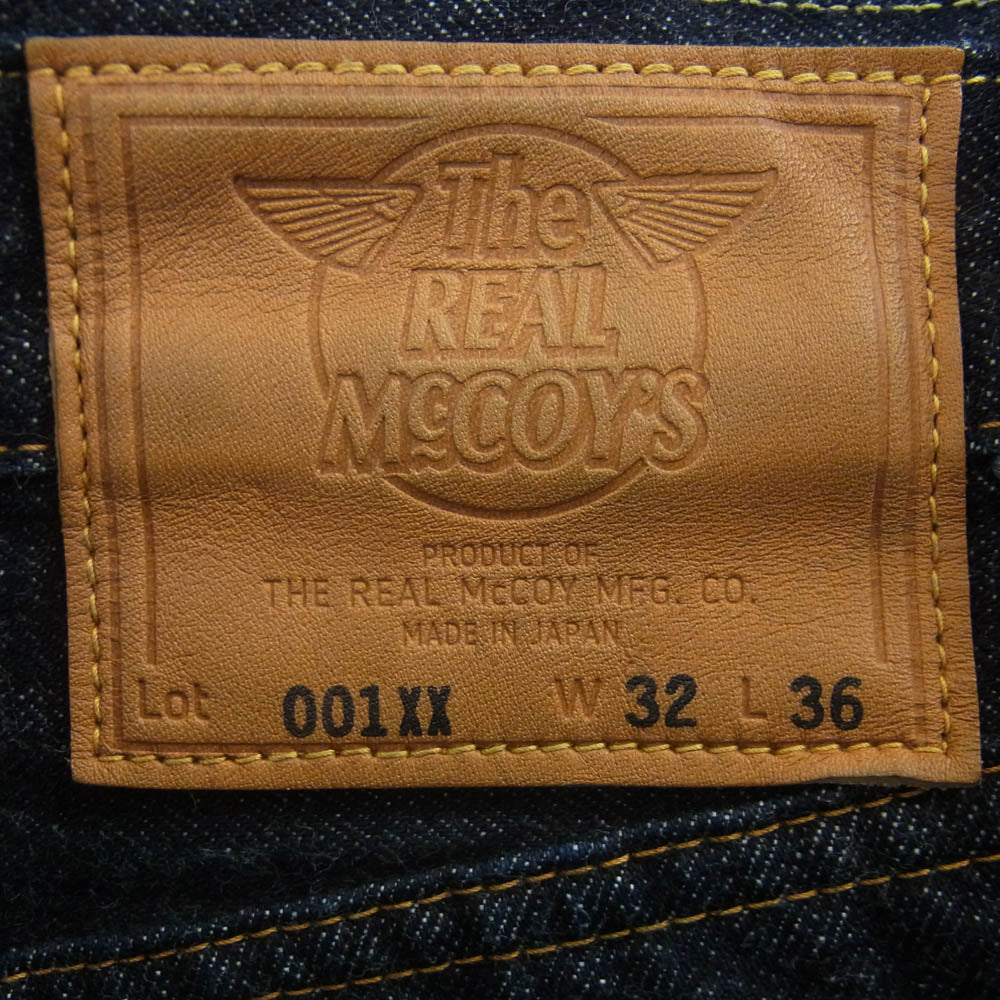 The
REAL
McCOY'S
PRODUCT OF
THE REAL McCOY MFG. CO.
MADE IN JAPAN
Lot 001XX W 32 L 36